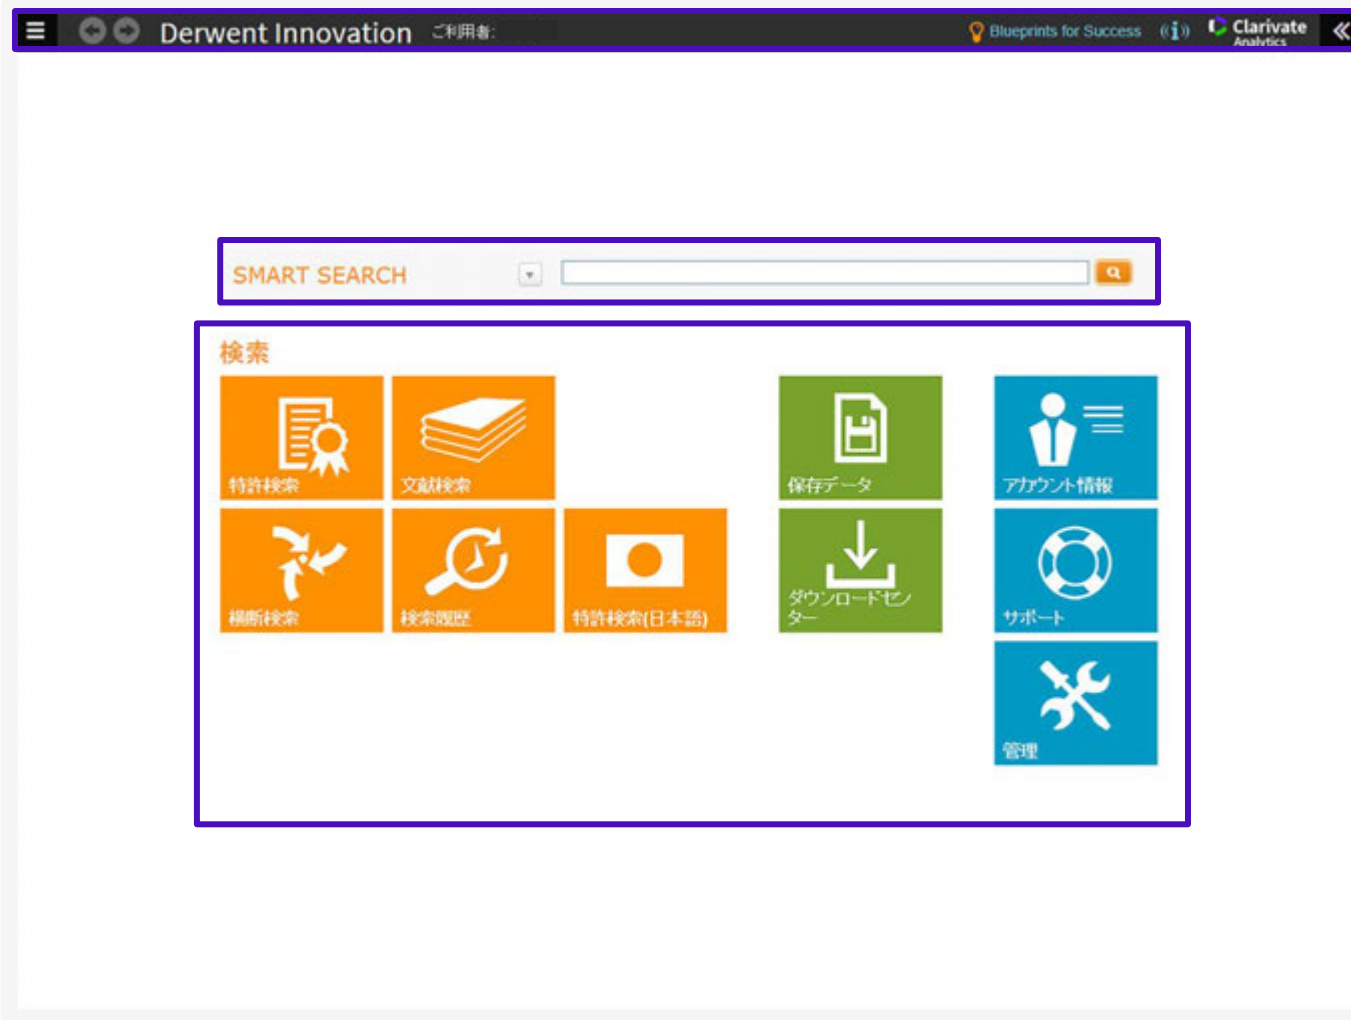 Derwent Innovation ご利用者:
Blueprints for Success
Clarivate
Analytics
SMART SEARCH
検索
特許検索
文献検索
保存データ
アカウント情報
横断検索
検索履歴
特許検索(日本語)
ダウンロードセン
ター
サポート
管理